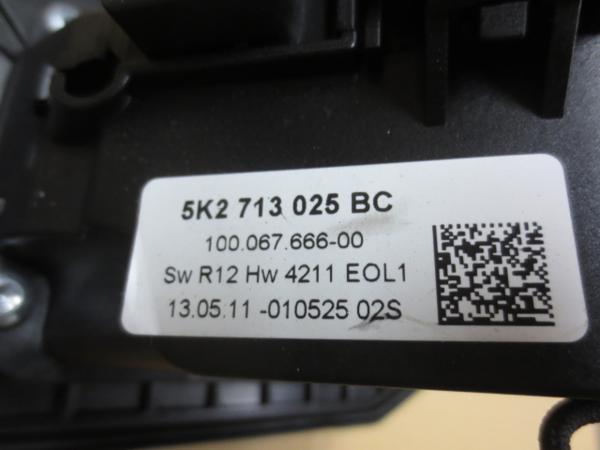 5K2 713 025 BC
100.067.666-00
Sw R12 Hw 4211 EOL1
13.05.11 -010525 02S